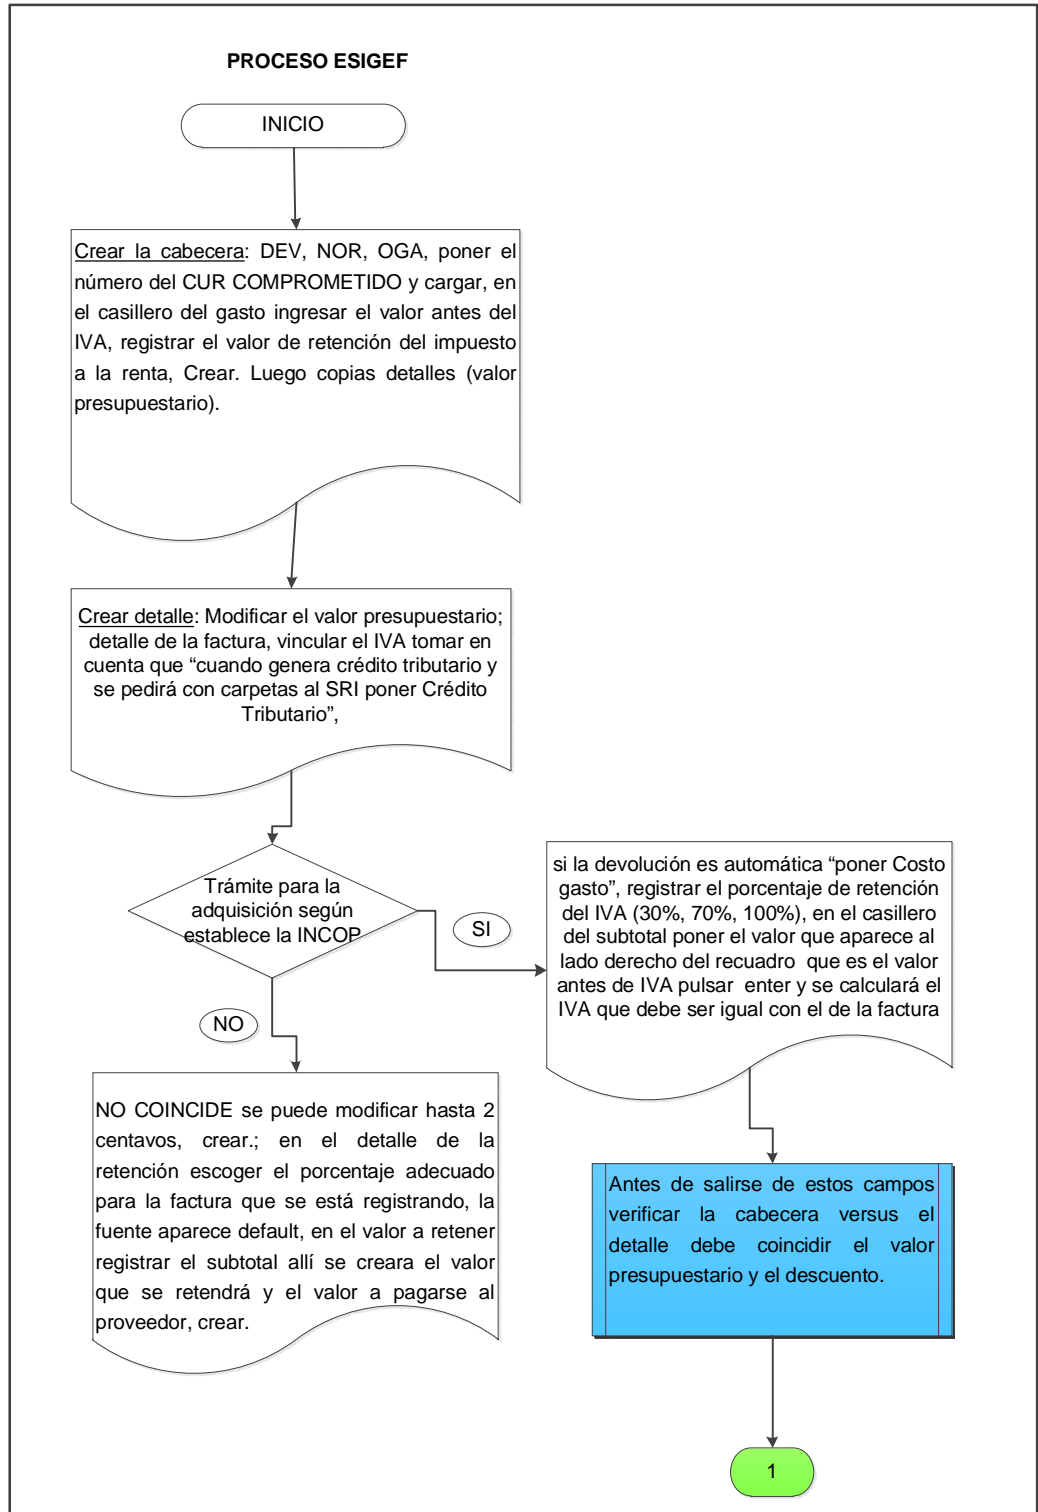 PROCESO ESIGEF
INICIO
Crear la cabecera: DEV, NOR, OGA, poner el
número del CUR COMPROMETIDO y cargar, en
el casillero del gasto ingresar el valor antes del
IVA, registrar el valor de retención del impuesto
a la renta, Crear. Luego copias detalles (valor
presupuestario).
Crear detalle: Modificar el valor presupuestario;
detalle de la factura, vincular el IVA tomar en
cuenta que “cuando genera crédito tributario y
se pedirá con carpetas al SRI poner Crédito
Tributario”,
Trámite para la
adquisición según
establece la INCOP
SI
si la devolución es automática “poner Costo
gasto”, registrar el porcentaje de retención
del IVA (30%, 70%, 100%), en el casillero
del subtotal poner el valor que aparece al
lado derecho del recuadro que es el valor
antes de IVA pulsar enter y se calculará el
IVA que debe ser igual con el de la factura
NO
NO COINCIDE se puede modificar hasta 2
centavos, crear.; en el detalle de la
retención escoger el porcentaje adecuado
para la factura que se está registrando, la
fuente aparece default, en el valor a retener
registrar el subtotal allí se creara el valor
que se retendrá y el valor a pagarse al
proveedor, crear.
Antes de salirse de estos campos
verificar la cabecera versus el
detalle debe coincidir el valor
presupuestario y el descuento.
1